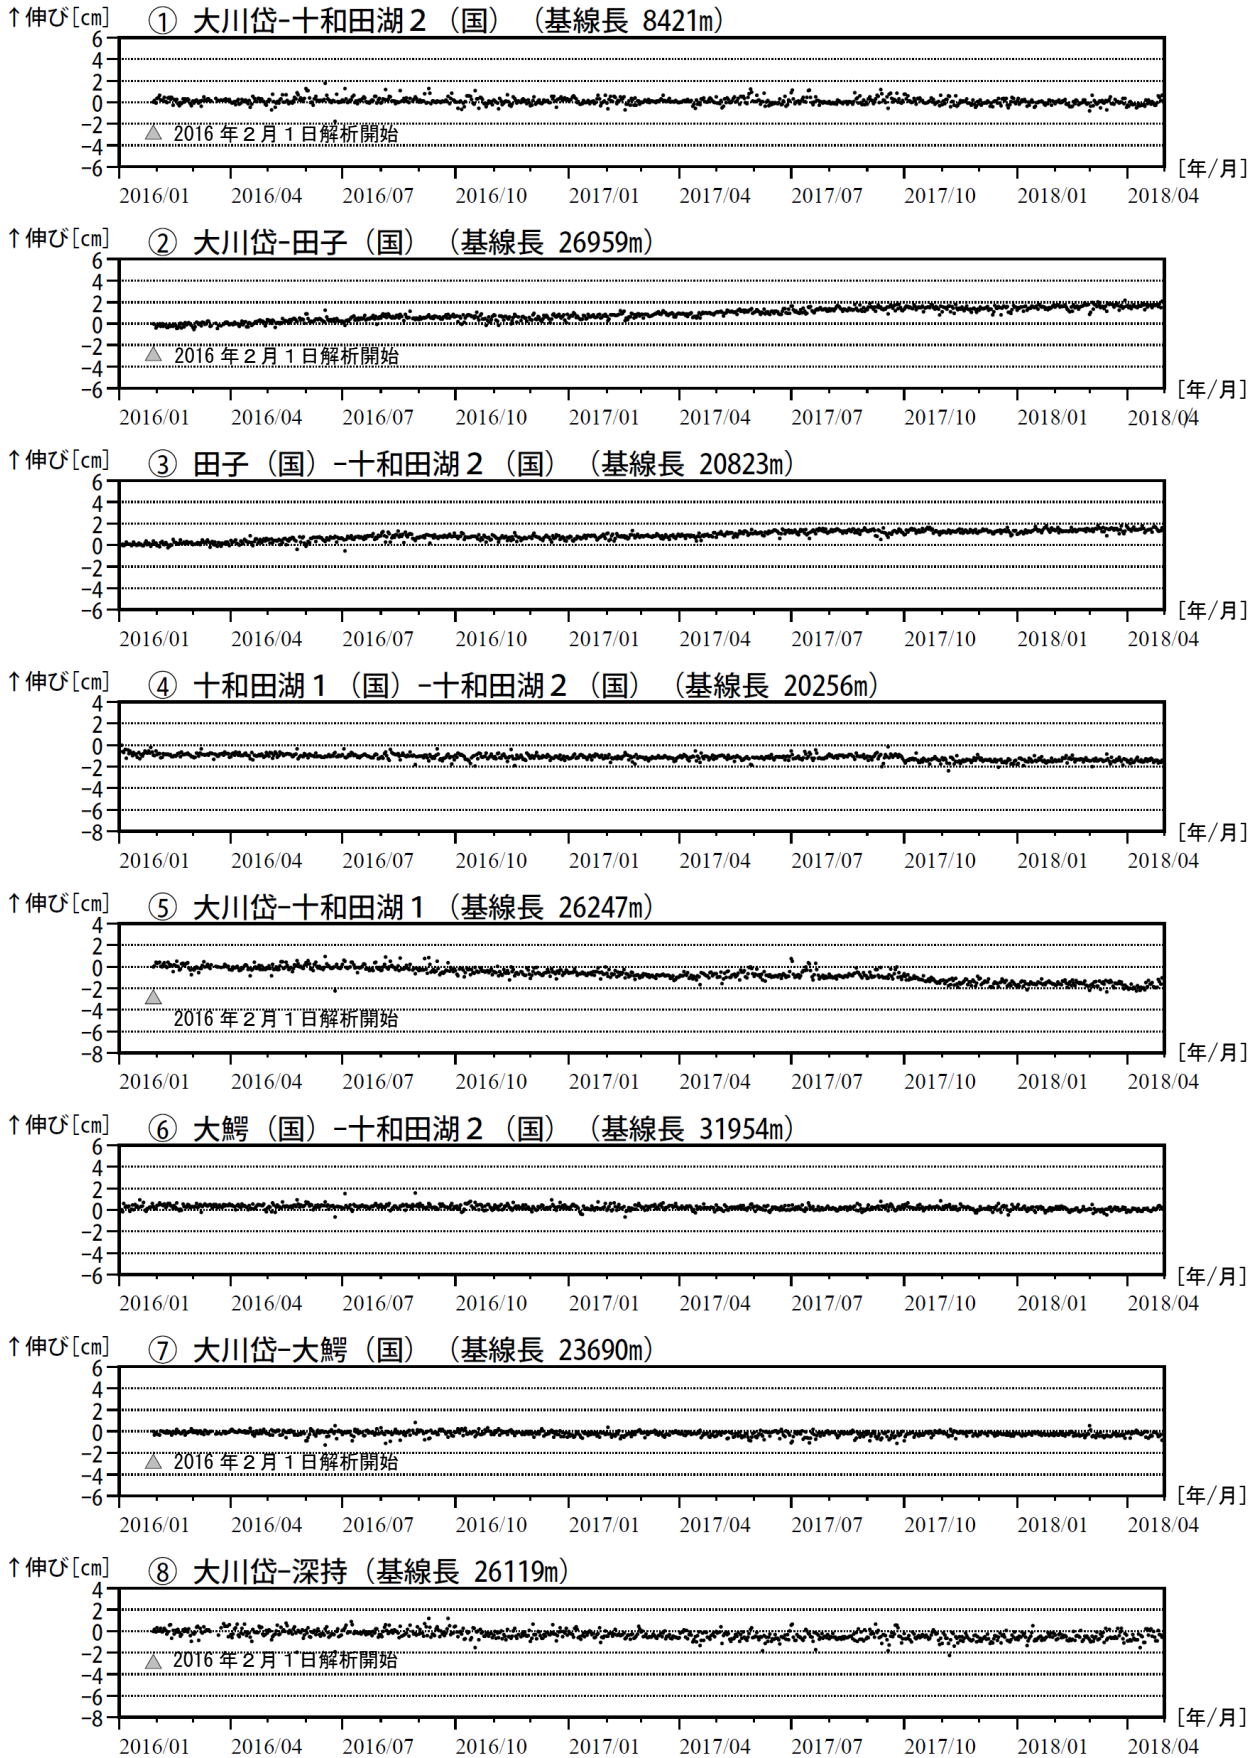 ↑伸び[cm] ① 大川岱−十和田湖２（国）（基線長 8421m）
6
4
2
0
−2
−4
−6
▲ 2016 年２月１日解析開始
[年/月]
2016/01 2016/04 2016/07 2016/10 2017/01 2017/04 2017/07 2017/10 2018/01 2018/04
↑伸び[cm] ② 大川岱−田子（国）（基線長 26959m）
6
4
2
0
−2
−4
−6
▲ 2016 年２月１日解析開始
[年/月]
2016/01 2016/04 2016/07 2016/10 2017/01 2017/04 2017/07 2017/10 2018/01 2018/04
↑伸び[cm] ③ 田子（国）−十和田湖２（国）（基線長 20823m）
6
4
2
0
−2
−4
−6
[年/月]
2016/01 2016/04 2016/07 2016/10 2017/01 2017/04 2017/07 2017/10 2018/01 2018/04
↑伸び[cm] ④ 十和田湖１（国）−十和田湖２（国）（基線長 20256m）
4
2
0
−2
−4
−6
−8
[年/月]
2016/01 2016/04 2016/07 2016/10 2017/01 2017/04 2017/07 2017/10 2018/01 2018/04
↑伸び[cm] ⑤ 大川岱−十和田湖１（基線長 26247m）
4
2
0
−2
−4
−6
−8
▲ 2016 年２月１日解析開始
[年/月]
2016/01 2016/04 2016/07 2016/10 2017/01 2017/04 2017/07 2017/10 2018/01 2018/04
↑伸び[cm] ⑥ 大鰐（国）−十和田湖２（国）（基線長 31954m）
6
4
2
0
−2
−4
−6
[年/月]
2016/01 2016/04 2016/07 2016/10 2017/01 2017/04 2017/07 2017/10 2018/01 2018/04
↑伸び[cm] ⑦ 大川岱−大鰐（国）（基線長 23690m）
6
4
2
0
−2
−4
−6
▲ 2016 年２月１日解析開始
[年/月]
2016/01 2016/04 2016/07 2016/10 2017/01 2017/04 2017/07 2017/10 2018/01 2018/04
↑伸び[cm] ⑧ 大川岱−深持（基線長 26119m）
4
2
0
−2
−4
−6
−8
▲ 2016 年２月１日解析開始
[年/月]
2016/01 2016/04 2016/07 2016/10 2017/01 2017/04 2017/07 2017/10 2018/01 2018/04